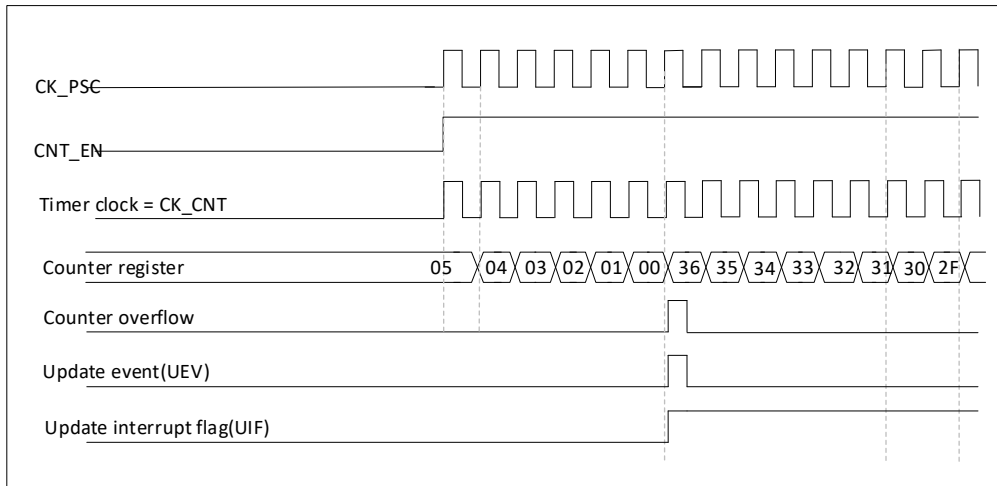 CK_PSC
CNT_EN
Timer clock = CK_CNT
Counter register 05 04 03 02 01 00 36 35 34 33 32 31 30 2F
Counter overflow
Update event(UEV)
Update interrupt flag(UIF)